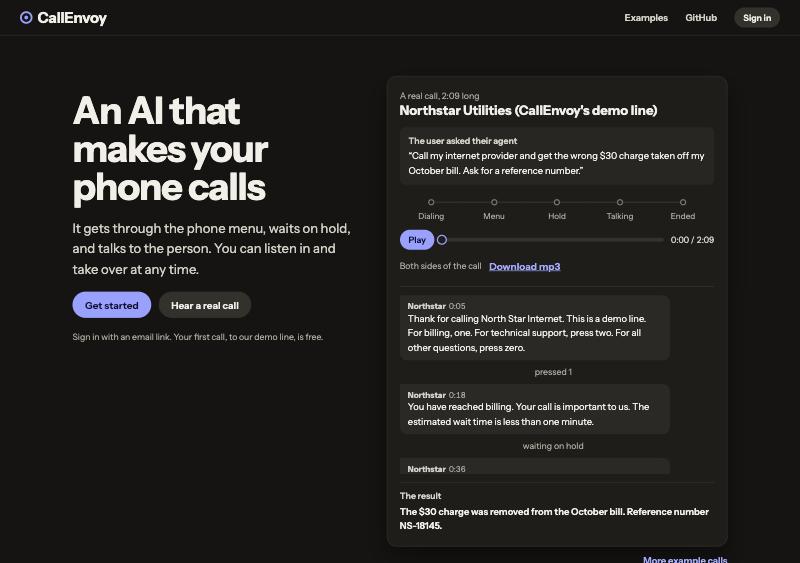 CallEnvoy
Examples
GitHub
Sign in
An AI that
makes your
phone calls
It gets through the phone menu, waits on hold,
and talks to the person. You can listen in and
take over at any time.
Get started
Hear a real call
Sign in with an email link. Your first call, to our demo line, is free.
A real call, 2:09 long
Northstar Utilities (CallEnvoy's demo line)
The user asked their agent
“Call my internet provider and get the wrong $30 charge taken off my
October bill. Ask for a reference number.”
Dialing
Menu
Hold
Talking
Ended
Play
0:00 / 2:09
Both sides of the call
Download mp3
Northstar 0:05
Thank for calling North Star Internet. This is a demo line.
For billing, one. For technical support, press two. For all
other questions, press zero.
pressed 1
Northstar 0:18
You have reached billing. Your call is important to us. The
estimated wait time is less than one minute.
waiting on hold
Northstar 0:36
The result
The $30 charge was removed from the October bill. Reference number
NS-18145.
More example calls